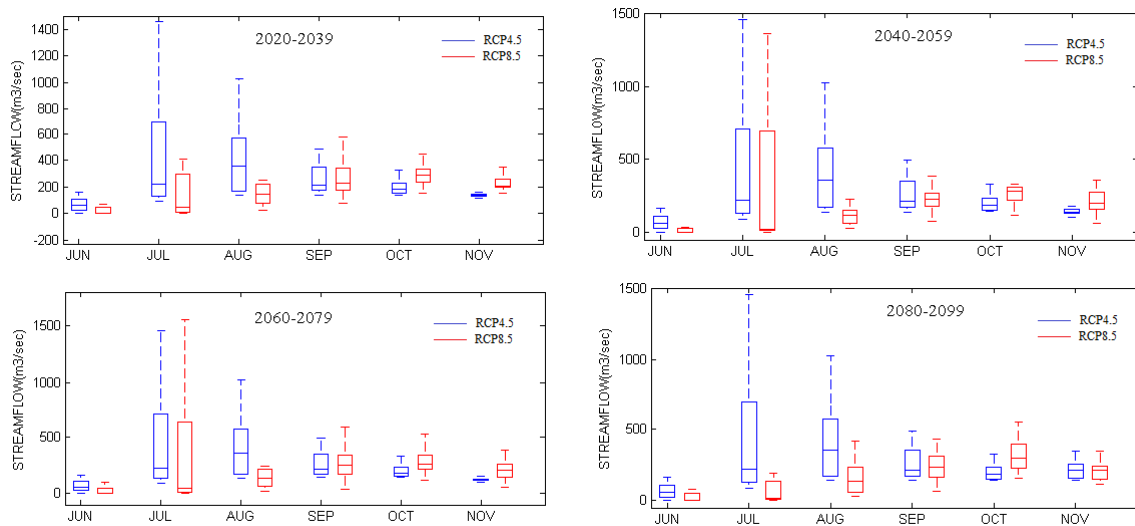 1400
1200
1000
800
600
400
200
0
-200
STREAMFLOW(m3/sec)
2020-2039
RCP4.5
RCP8.5
JUN JUL AUG SEP OCT NOV
1500
1000
500
0
STREAMFLOW(m3/sec)
2040-2059
RCP4.5
RCP8.5
JUN JUL AUG SEP OCT NOV
1500
1000
500
0
STREAMFLOW(m3/sec)
2060-2079
RCP4.5
RCP8.5
JUN JUL AUG SEP OCT NOV
1500
1000
500
0
STREAMFLOW(m3/sec)
2080-2099
RCP4.5
RCP8.5
JUN JUL AUG SEP OCT NOV